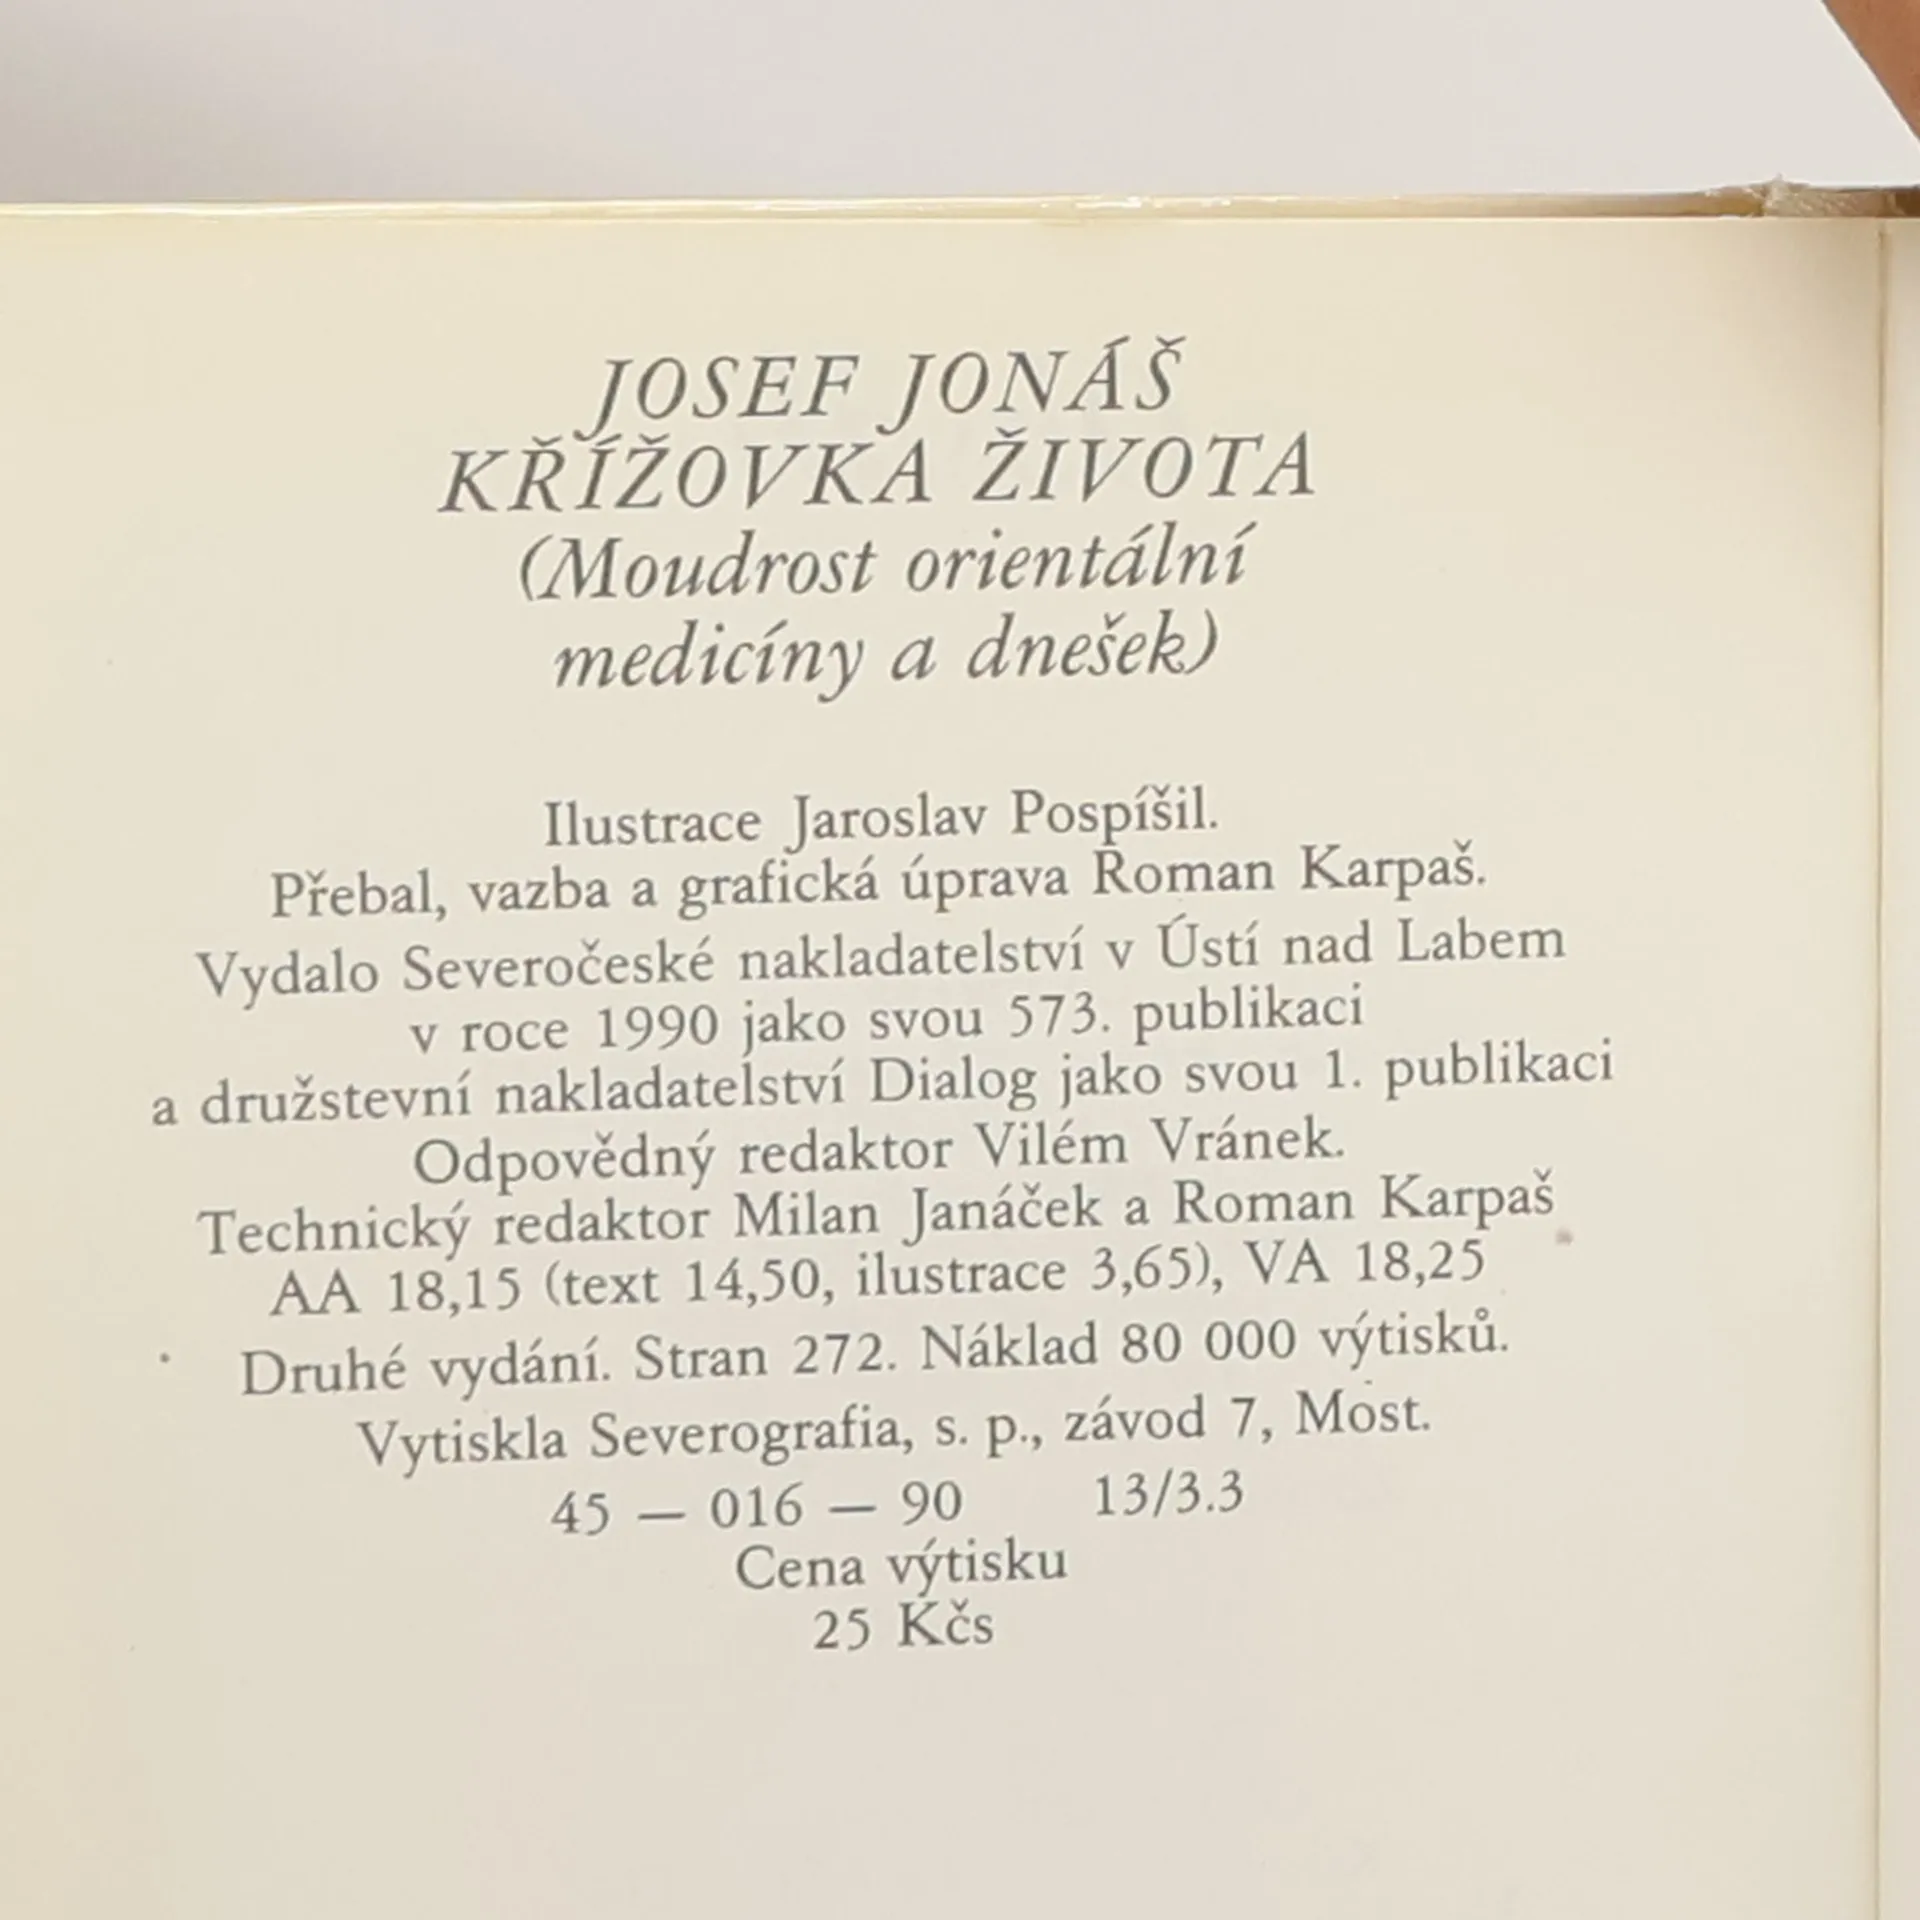 JOSEF JONÁŠ
KŘÍŽOVKA ŽIVOTA
(Moudrost orientální
medicíny a dnešek)
Ilustrace Jaroslav Pospíšil.
Přebal, vazba a grafická úprava Roman Karpaš.
Vydalo Severočeské nakladatelství v Ústí nad Labem
v roce 1990 jako svou 573. publikaci
a družstevní nakladatelství Dialog jako svou 1. publikaci
Odpovědný redaktor Vilém Vránek.
Technický redaktor Milan Janáček a Roman Karpaš
AA 18,15 (text 14,50, ilustrace 3,65), VA 18,25
Druhé vydání. Stran 272. Náklad 80 000 výtisků.
Vytiskla Severografia, s. p., závod 7, Most.
45 — 016 — 90 13/3.3
Cena výtisku
25 Kčs